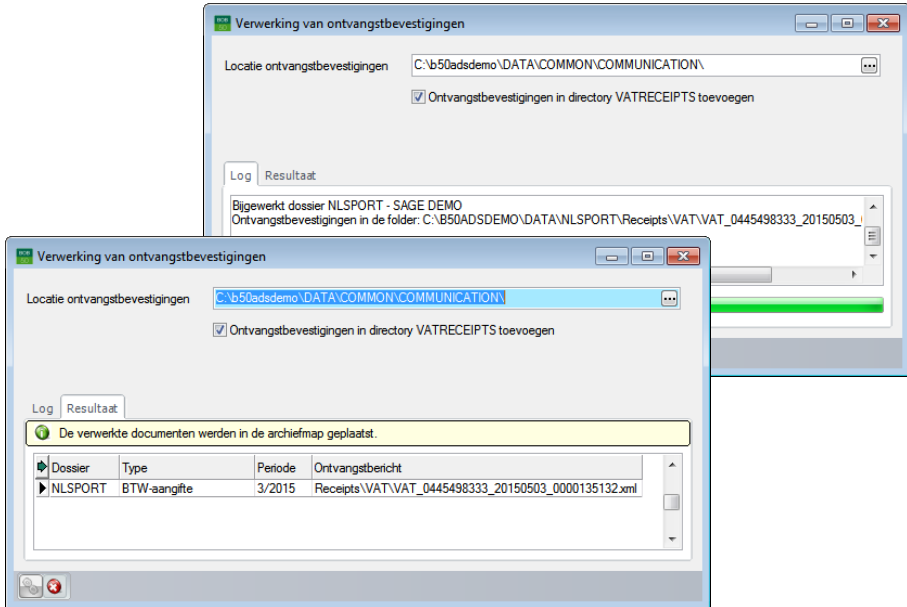 Verwerking van ontvangstbevestigingen
Locatie ontvangstbevestigingen C:\b50adsdemo\DATA\COMMON\COMMUNICATION\
Ontvangstbevestigingen in directory VATRECEIPTS toevoegen
Log Resultaat
Bijgewerkt dossier NLSPORT - SAGE DEMO
Ontvangstbevestigingen in de folder: C:\B50ADSDEMO\DATA\NLSPORT\Receipts\VAT\VAT_0445498333_20150503_
Verwerking van ontvangstbevestigingen
Locatie ontvangstbevestigingen C:\b50adsdemo\DATA\COMMON\COMMUNICATION\
Ontvangstbevestigingen in directory VATRECEIPTS toevoegen
Log Resultaat
De verwerkte documenten werden in de archiefmap geplaatst.
Dossier Type Periode Ontvangstbericht
NLSPORT BTW-aangifte 3/2015 Receipts\VAT\VAT_0445498333_20150503_0000135132.xml